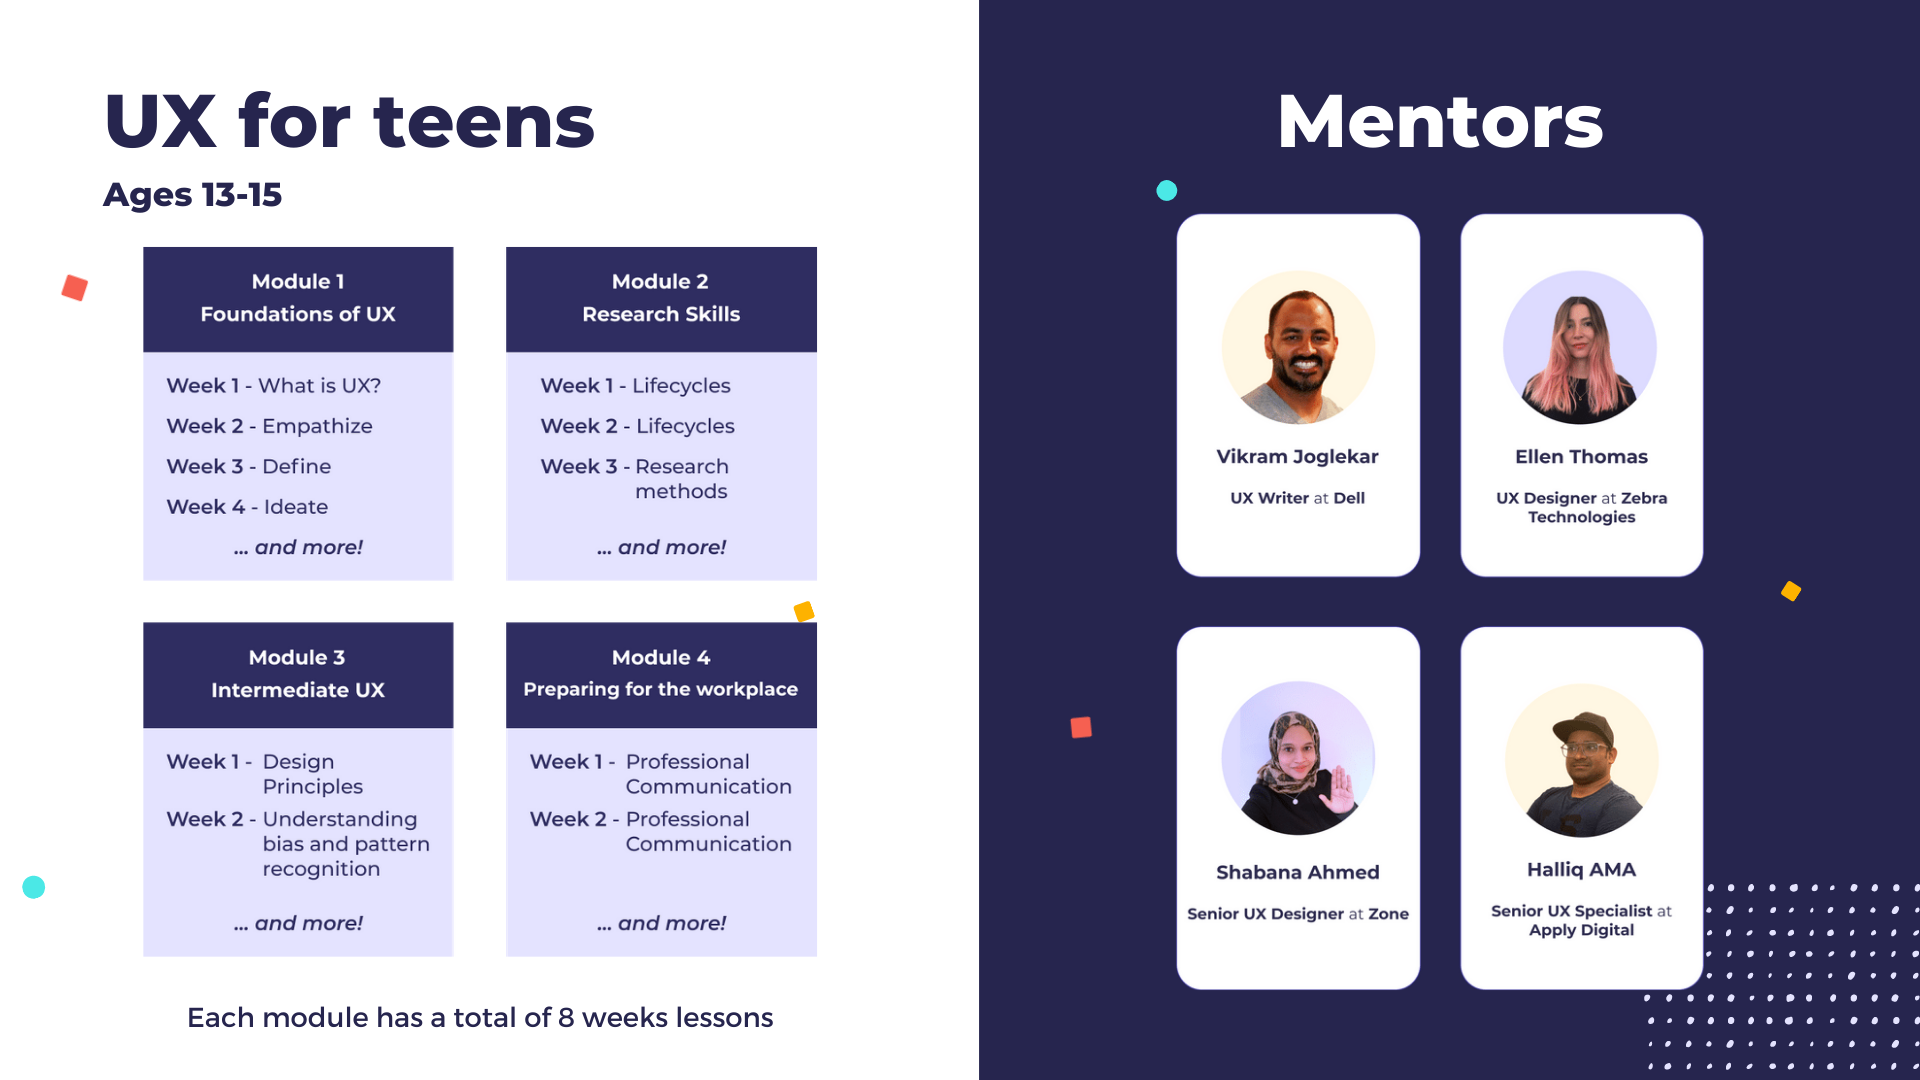 UX for teens
Ages 13-15
Module 1
Foundations of UX
Week 1 - What is UX?
Week 2 - Empathize
Week 3 - Define
Week 4 - Ideate
... and more!
Module 2
Research Skills
Week 1 - Lifecycles
Week 2 - Lifecycles
Week 3 - Research
methods
... and more!
Module 3
Intermediate UX
Week 1 - Design
Principles
Week 2 - Understanding
bias and pattern
recognition
... and more!
Module 4
Preparing for the workplace
Week 1 - Professional
Communication
Week 2 - Professional
Communication
... and more!
Each module has a total of 8 weeks lessons
Mentors
Vikram Joglekar
UX Writer at Dell
Ellen Thomas
UX Designer at Zebra
Technologies
Shabana Ahmed
Senior UX Designer at Zone
Halliq AMA
Senior UX Specialist at
Apply Digital